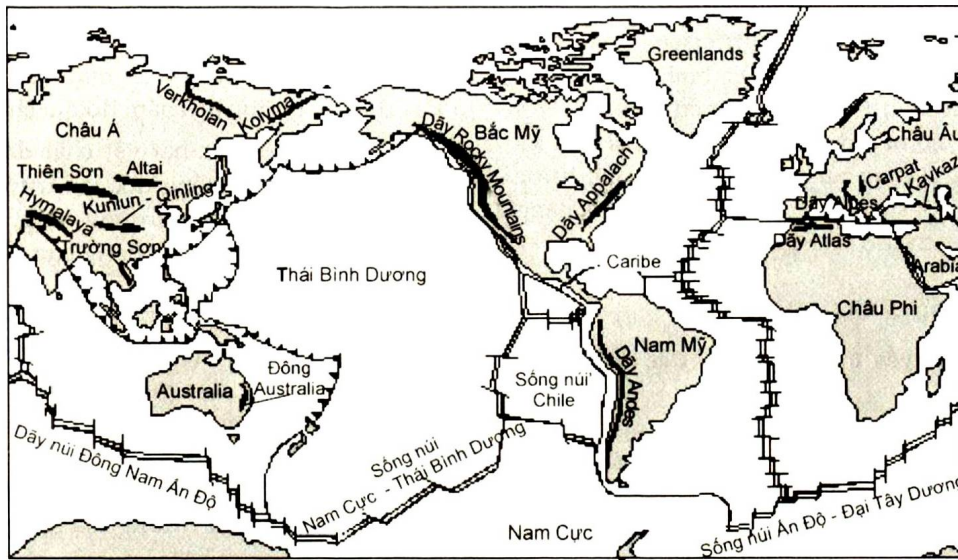 Greenlands
Verkhoian
Kolyma
Châu Á
Dãy Rocky Mountains
Bắc Mỹ
Châu Âu
Thiên Sơn
Altai
Carpat
Kavkaz
Kunlun - Qinling
Dãy Appalach
Dãy Alpes
Hymalaya
Trường Sơn
Dãy Atlas
Caribe
Arabia
Thái Bình Dương
Châu Phi
Nam Mỹ
Đông
Australia
Australia
Sống núi
Chile
Dãy Andes
Dãy núi Đông Nam Ấn Độ
Sống núi
Nam Cực - Thái Bình Dương
Nam Cực
Sống núi Ấn Độ - Đại Tây Dương